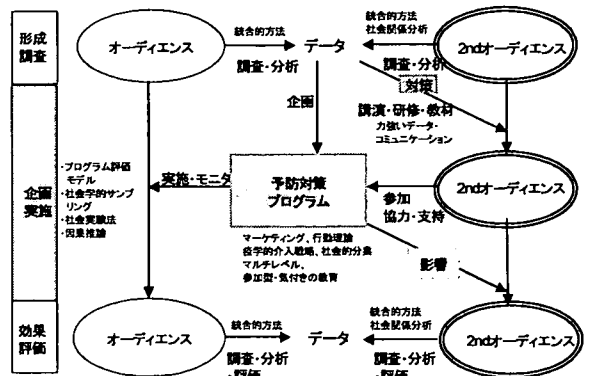 形成
調査
オーディエンス
統合的方法
調査・分析
データ
統合的方法
社会関係分析
調査・分析
2ndオーディエンス
対策
企画
講演・研修・教材
力強いデータ・
コミュニケーション
企画
実施
・プログラム評価
モデル
・社会学的サンプ
リング
・社会実験法
・因果推論
実施・モニタ
予防対策
プログラム
参加
協力・支持
2ndオーディエンス
マーケティング、行動理論
疫学的介入戦略、社会的分業
マルチレベル、
参加型・気付きの教育
影響
効果
評価
オーディエンス
統合的方法
調査・分析
・評価
データ
統合的方法
社会関係分析
調査・分析
・評価
2ndオーディエンス